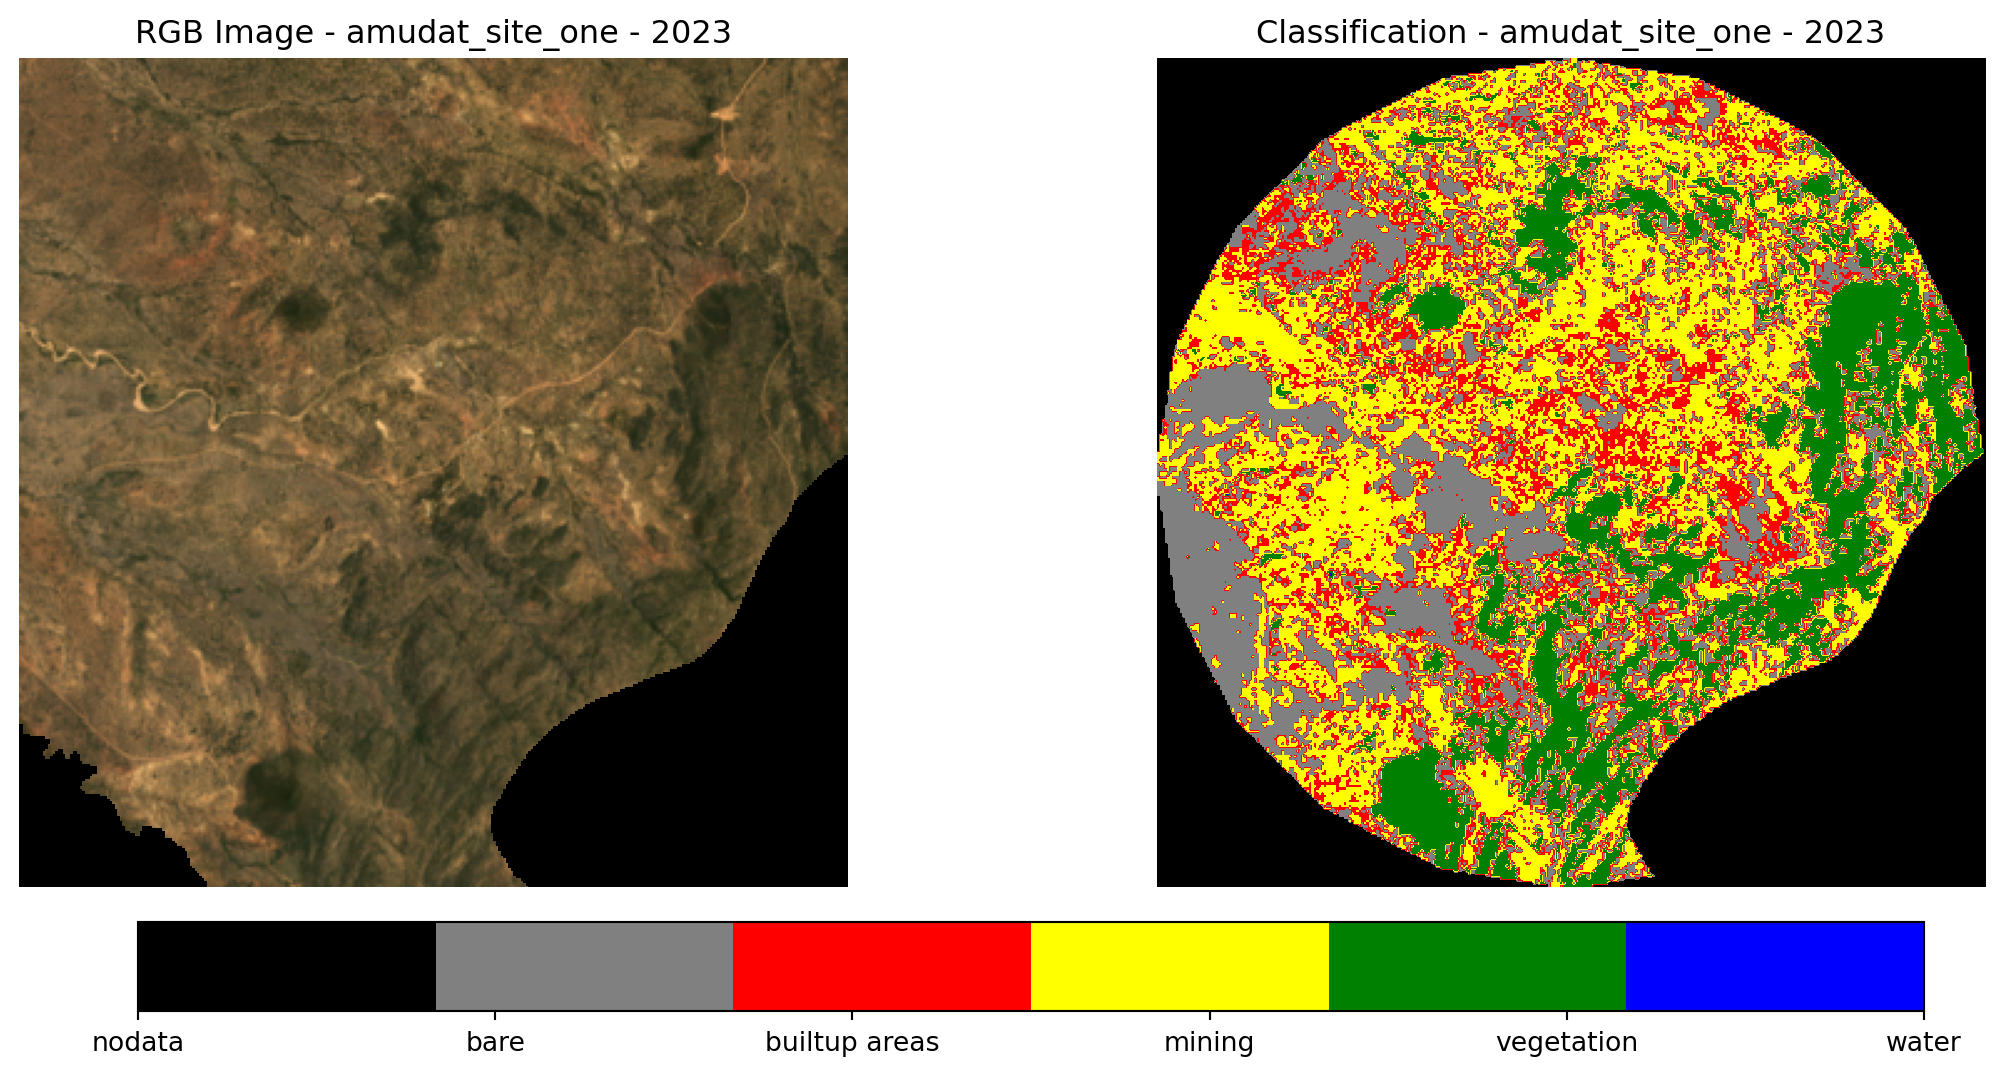 RGB Image - amudat_site_one - 2023
Classification - amudat_site_one - 2023
nodata
bare
builtup areas
mining
vegetation
water